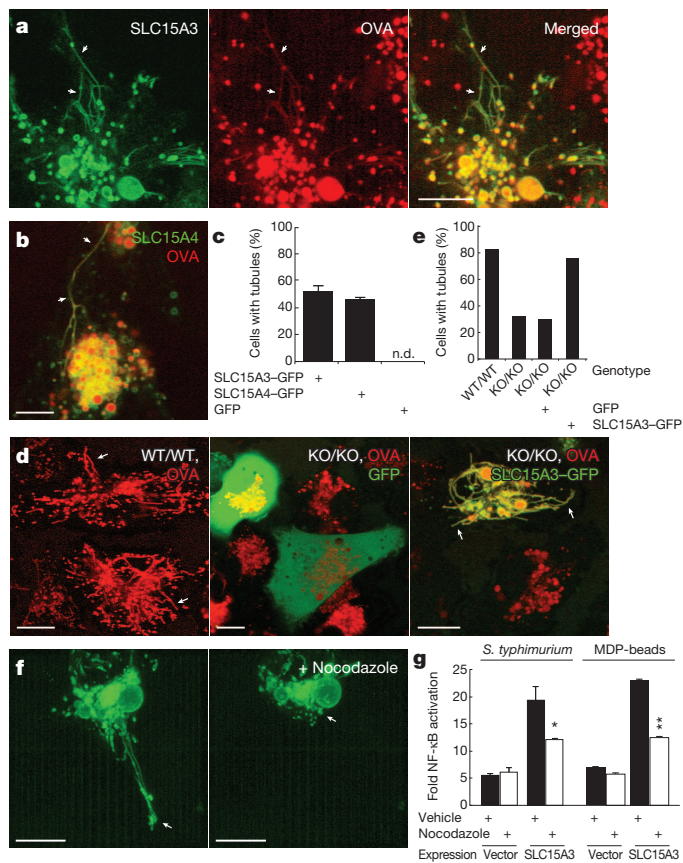 a SLC15A3 OVA Merged
b SLC15A4
OVA
c
Cells with tubules (%)
100
80
60
40
20
0
n.d.
SLC15A3–GFP +
SLC15A4–GFP +
GFP +
e
Cells with tubules (%)
100
80
60
40
20
0
WT/WT KO/KO KO/KO KO/KO Genotype
+ GFP
+ SLC15A3–GFP
d WT/WT,
OVA
KO/KO, OVA
GFP
KO/KO, OVA
SLC15A3–GFP
f + Nocodazole
g
S. typhimurium MDP-beads
Fold NF-κB activation
25
20
15
10
5
0
* **
Vehicle + + + +
Nocodazole + + + +
Expression Vector SLC15A3 Vector SLC15A3